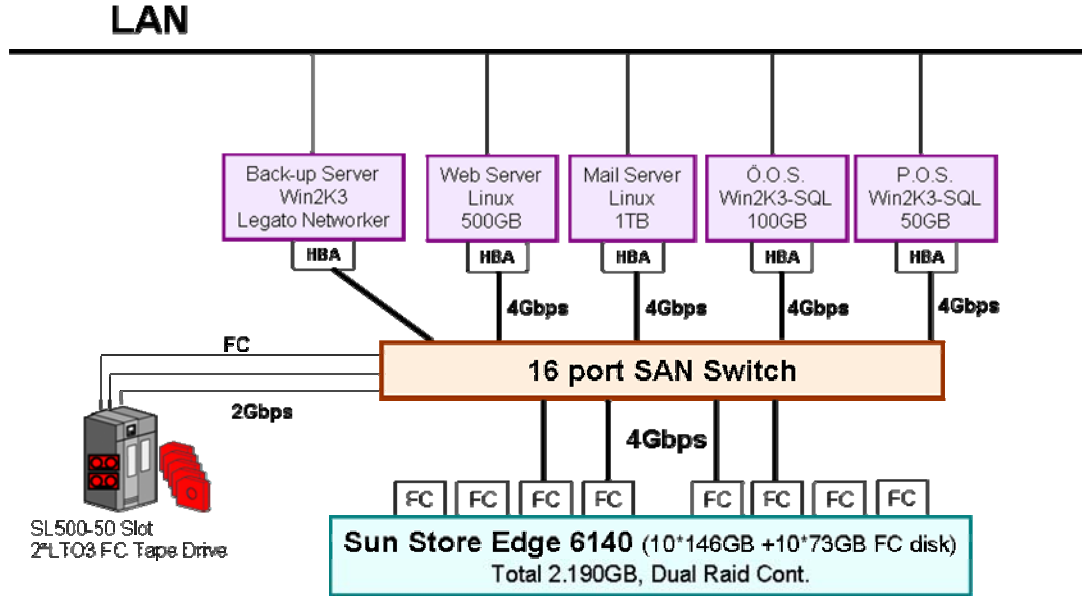 LAN
Back-up Server
Win2K3
Legato Networker
Web Server
Linux
500GB
Mail Server
Linux
1TB
Ö.O.S.
Win2K3-SQL
100GB
P.O.S.
Win2K3-SQL
50GB
HBA
HBA
HBA
HBA
HBA
4Gbps
4Gbps
4Gbps
4Gbps
FC
16 port SAN Switch
2Gbps
4Gbps
FC
FC
FC
FC
FC
FC
FC
FC
SL500-50 Slot
2*LTO3 FC Tape Drive
Sun Store Edge 6140 (10*146GB +10*73GB FC disk)
Total 2.190GB, Dual Raid Cont.